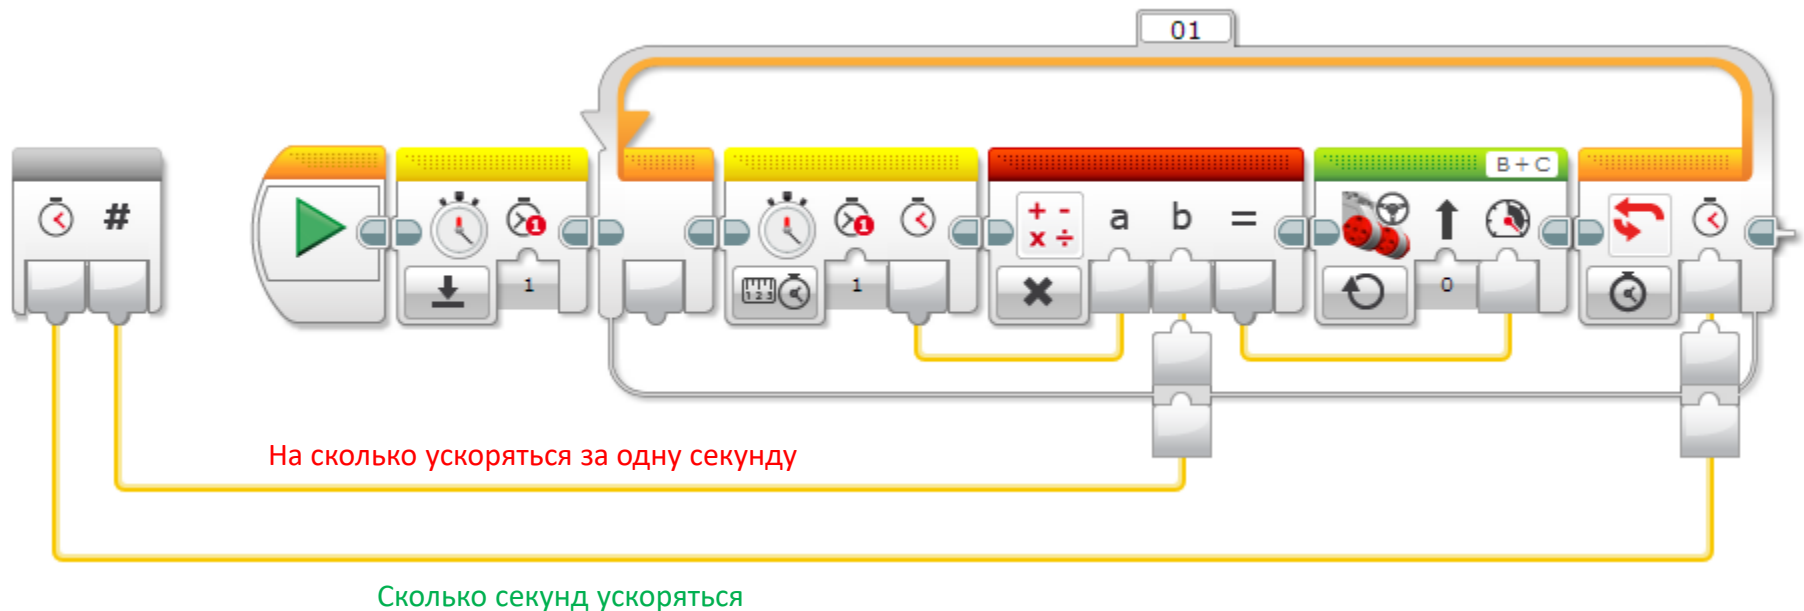 01
B + C
#
1
1
a b =
0
На сколько ускоряться за одну секунду
Сколько секунд ускоряться